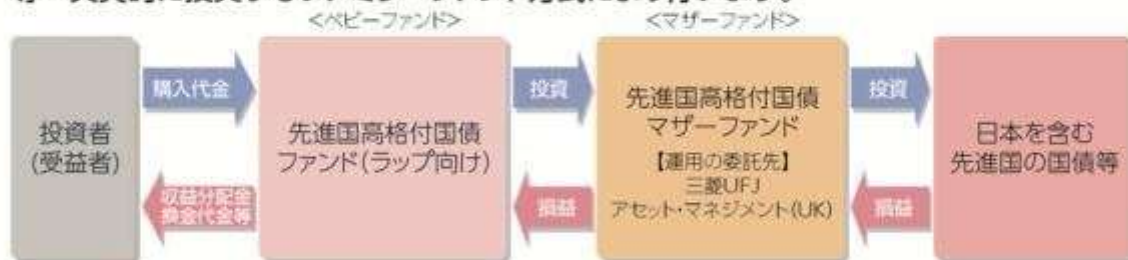 <ベビーファンド>
<マザーファンド>
投資者
(受益者)
購入代金
収益分配金
換金代金等
先進国高格付国債
ファンド(ラップ向け)
投資
損益
先進国高格付国債
マザーファンド
【運用の委託先】
三菱UFJ
アセット・マネジメント(UK)
投資
損益
日本を含む
先進国の国債等